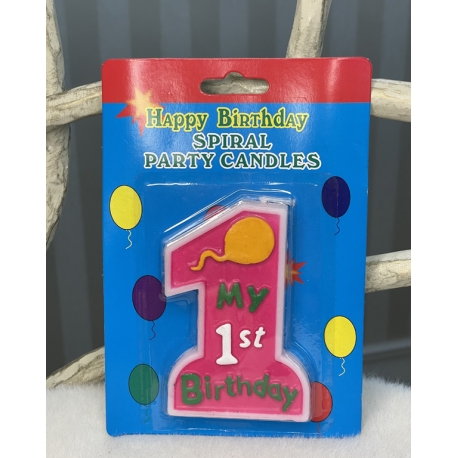 Happy Birthday
SPIRAL
PARTY CANDLES
My
1st
Birthday